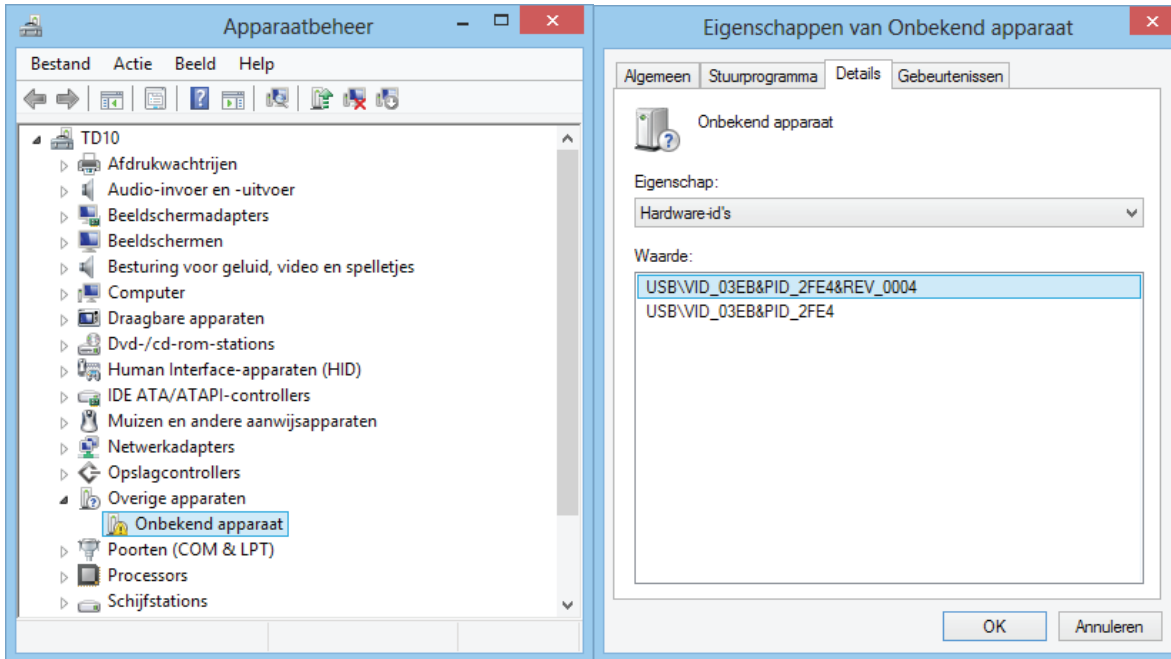 Apparaatbeheer
Bestand Actie Beeld Help
TD10
Afdrukwachtrijen
Audio-invoer en -uitvoer
Beeldschermadapters
Beeldschermen
Besturing voor geluid, video en spelletjes
Computer
Draagbare apparaten
Dvd-/cd-rom-stations
Human Interface-apparaten (HID)
IDE ATA/ATAPI-controllers
Muizen en andere aanwijsapparaten
Netwerkadapters
Opslagcontrollers
Overige apparaten
Onbekend apparaat
Poorten (COM & LPT)
Processors
Schijfstations
Eigenschappen van Onbekend apparaat
Algemeen Stuurprogramma Details Gebeurtenissen
Onbekend apparaat
Eigenschap:
Hardware-id's
Waarde:
USB\VID_03EB&PID_2FE4&REV_0004
USB\VID_03EB&PID_2FE4
OK Annuleren